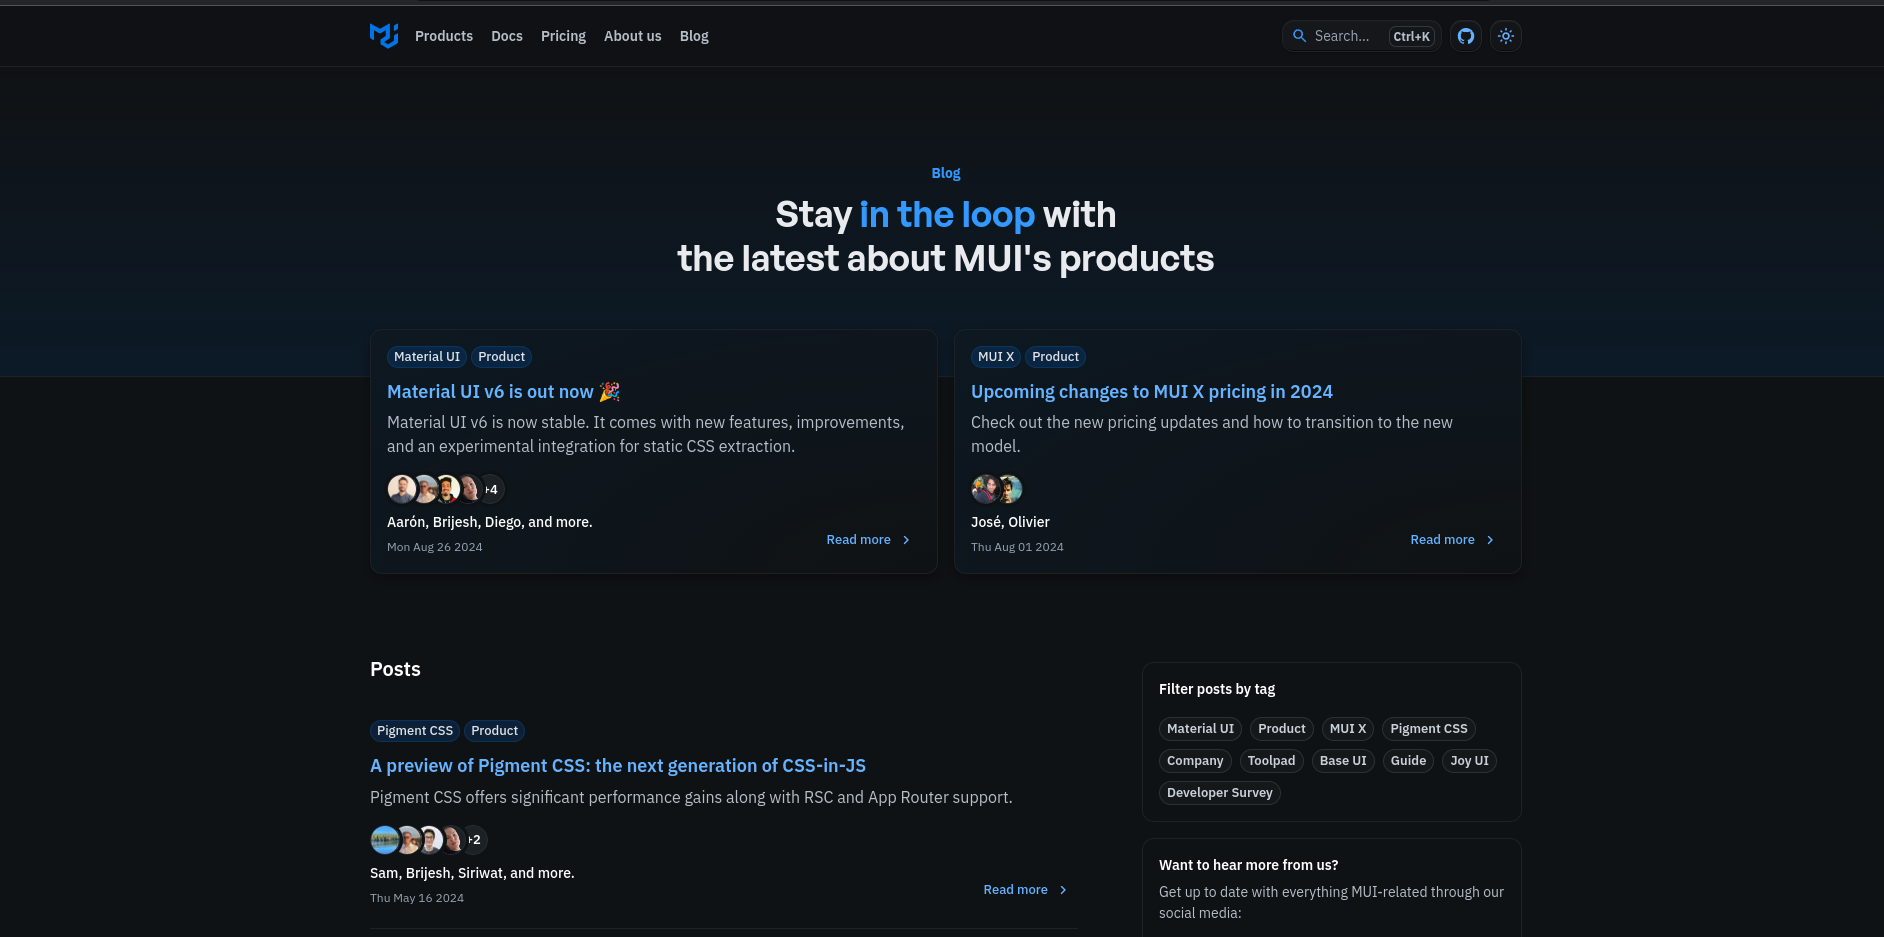 Products Docs Pricing About us Blog
Search... Ctrl+K
Blog
Stay in the loop with
the latest about MUI's products
Material UI Product
Material UI v6 is out now 🎉
Material UI v6 is now stable. It comes with new features, improvements,
and an experimental integration for static CSS extraction.
+4
Aarón, Brijesh, Diego, and more.
Mon Aug 26 2024
Read more
MUI X Product
Upcoming changes to MUI X pricing in 2024
Check out the new pricing updates and how to transition to the new
model.
José, Olivier
Thu Aug 01 2024
Read more
Posts
Pigment CSS Product
A preview of Pigment CSS: the next generation of CSS-in-JS
Pigment CSS offers significant performance gains along with RSC and App Router support.
+2
Sam, Brijesh, Siriwat, and more.
Thu May 16 2024
Read more
Filter posts by tag
Material UI Product MUI X Pigment CSS
Company Toolpad Base UI Guide Joy UI
Developer Survey
Want to hear more from us?
Get up to date with everything MUI-related through our
social media: